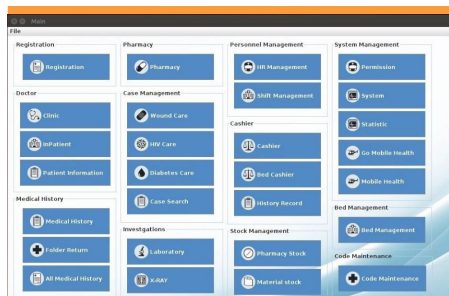 Main
File
Registration
Registration
Doctor
Clinic
InPatient
Patient Information
Medical History
Medical History
Folder Return
All Medical History
Pharmacy
Pharmacy
Case Management
Wound Care
HIV Care
Diabetes Care
Case Search
Investgations
Laboratory
X-RAY
Personnel Management
HR Management
Shift Management
Cashier
Cashier
Bed Cashier
History Record
Stock Management
Pharmacy Stock
Material stock
System Management
Permission
System
Statistic
Go Mobile Health
Mobile Health
Bed Management
Bed Management
Code Maintenance
Code Maintenance